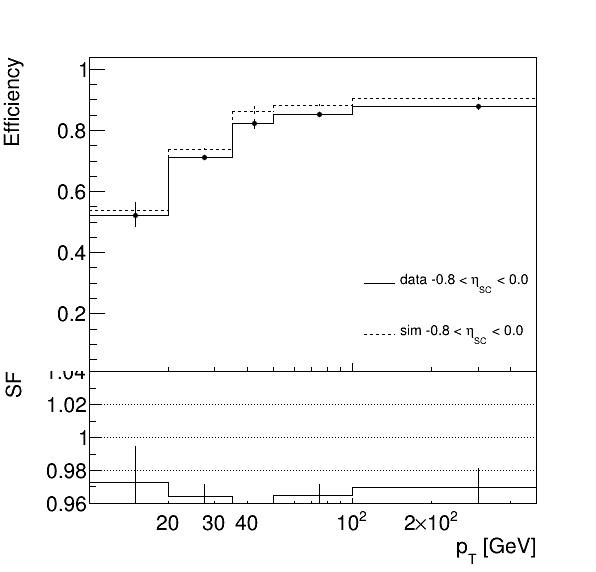 Efficiency
1
0.8
0.6
0.4
0.2
data -0.8 < η_SC < 0.0
sim -0.8 < η_SC < 0.0
SF
1.04
1.02
1
0.98
0.96
20 30 40 10² 2×10²
p_T [GeV]